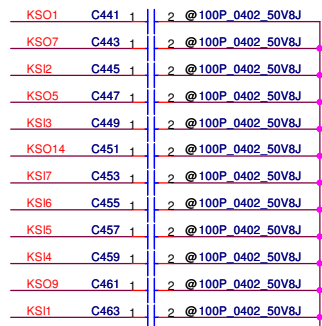 KSO1 C441 1 2 @100P_0402_50V8J
KSO7 C443 1 2 @100P_0402_50V8J
KSI2 C445 1 2 @100P_0402_50V8J
KSO5 C447 1 2 @100P_0402_50V8J
KSI3 C449 1 2 @100P_0402_50V8J
KSO14 C451 1 2 @100P_0402_50V8J
KSI7 C453 1 2 @100P_0402_50V8J
KSI6 C455 1 2 @100P_0402_50V8J
KSI5 C457 1 2 @100P_0402_50V8J
KSI4 C459 1 2 @100P_0402_50V8J
KSO9 C461 1 2 @100P_0402_50V8J
KSI1 C463 1 2 @100P_0402_50V8J